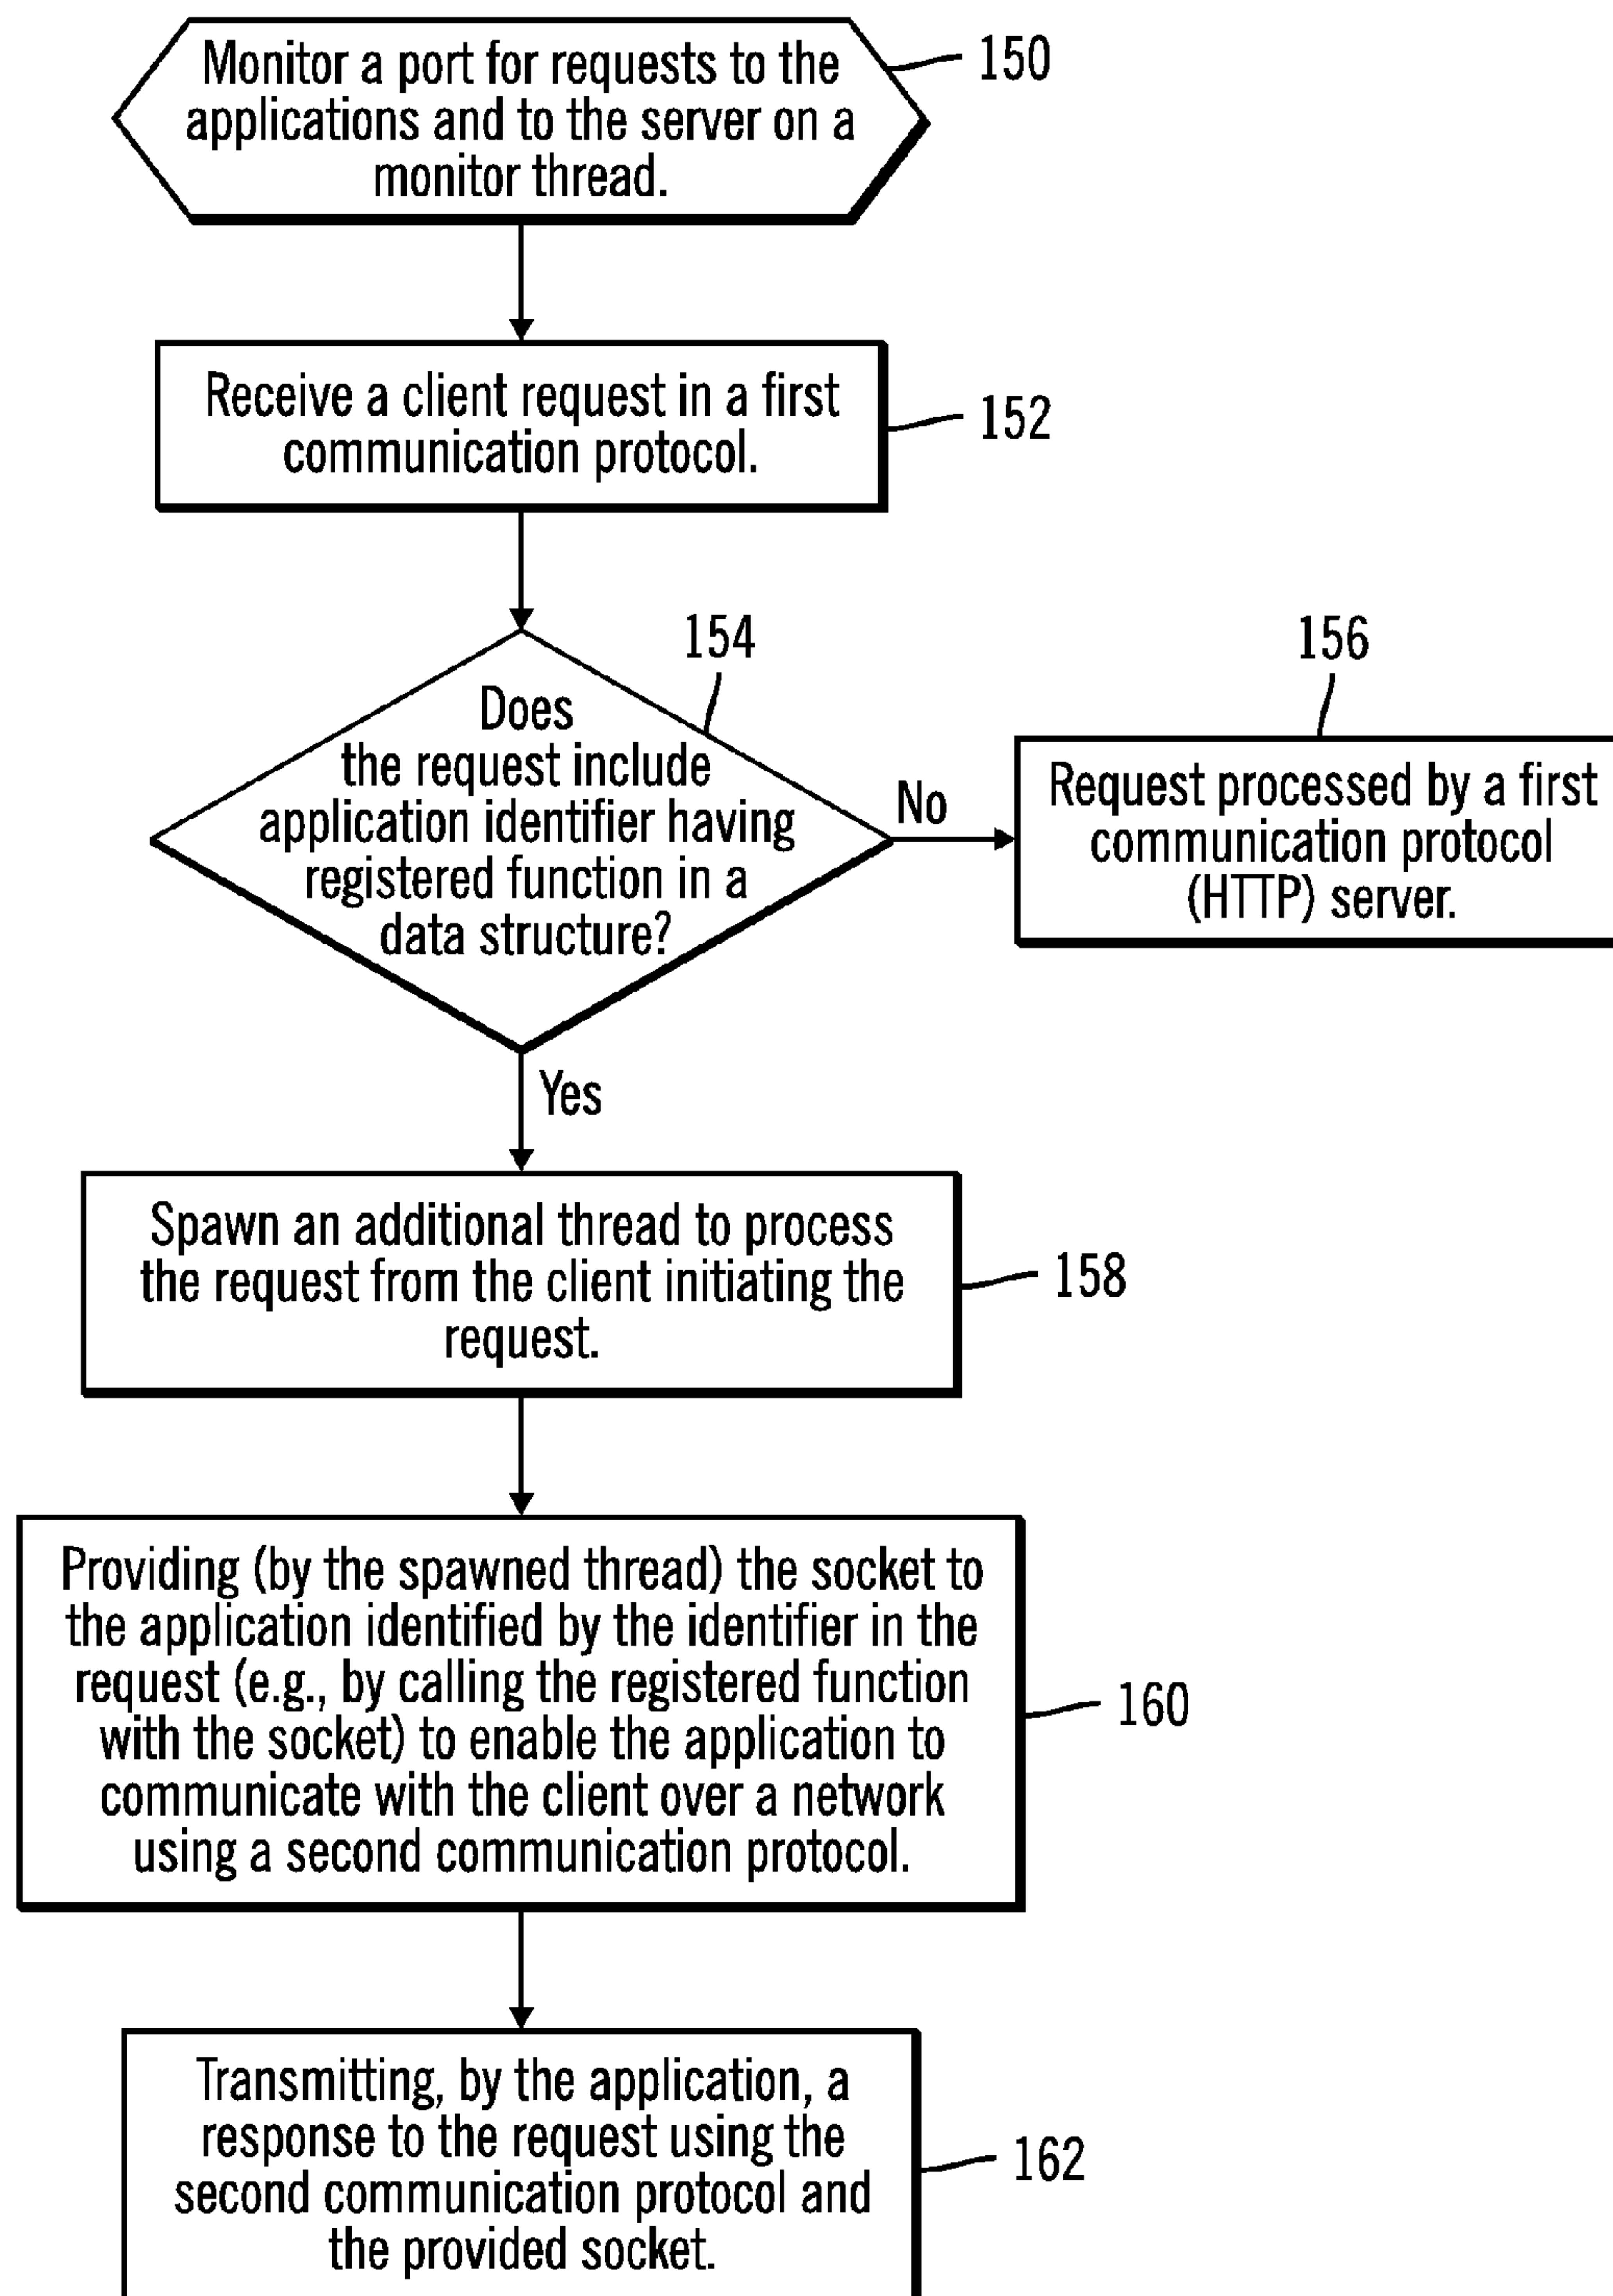 Monitor a port for requests to the
applications and to the server on a
monitor thread.
150
Receive a client request in a first
communication protocol.
152
154
Does
the request include
application identifier having
registered function in a
data structure?
No
156
Request processed by a first
communication protocol
(HTTP) server.
Yes
Spawn an additional thread to process
the request from the client initiating the
request.
158
Providing (by the spawned thread) the socket to
the application identified by the identifier in the
request (e.g., by calling the registered function
with the socket) to enable the application to
communicate with the client over a network
using a second communication protocol.
160
Transmitting, by the application, a
response to the request using the
second communication protocol and
the provided socket.
162